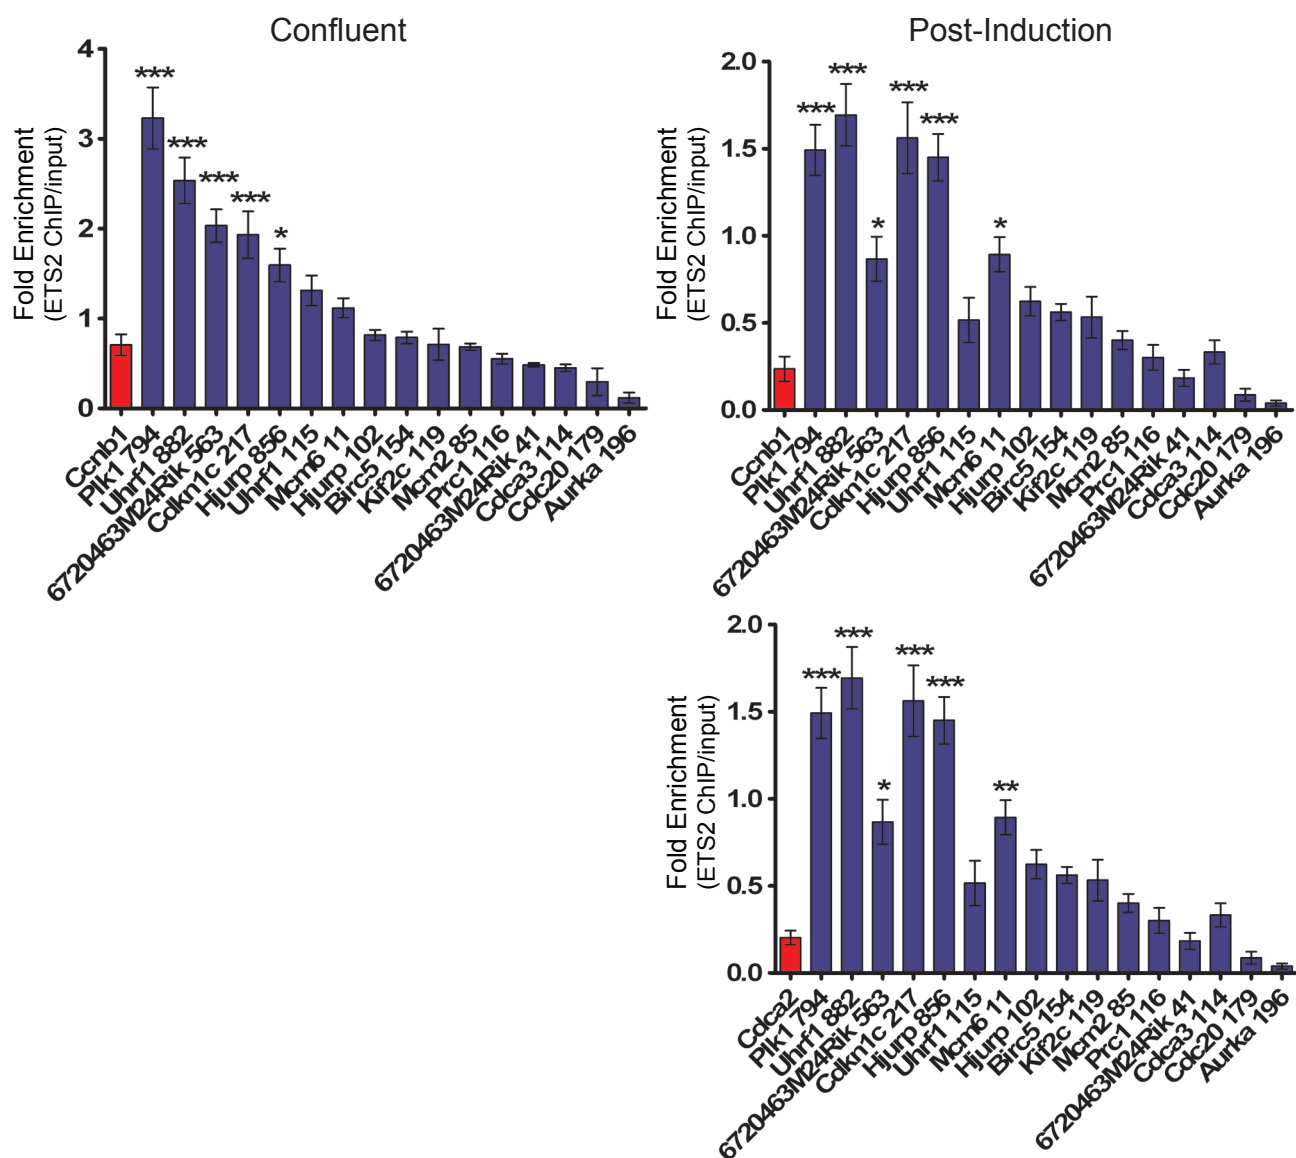 Confluent
Fold Enrichment
(ETS2 ChIP/input)
4
3
2
1
0
***
***
***
***
*
Ccnb1
Plk1 794
Uhrf1 882
6720463M24Rik 563
Cdkn1c 217
Hjurp 856
Uhrf1 115
Mcm6 11
Hjurp 102
Birc5 154
Kif2c 119
Mcm2 85
Prc1 116
6720463M24Rik 41
Cdca3 114
Cdc20 179
Aurka 196
Post-Induction
Fold Enrichment
(ETS2 ChIP/input)
2.0
1.5
1.0
0.5
0.0
***
***
*
***
***
*
Ccnb1
Plk1 794
Uhrf1 882
6720463M24Rik 563
Cdkn1c 217
Hjurp 856
Uhrf1 115
Mcm6 11
Hjurp 102
Birc5 154
Kif2c 119
Mcm2 85
Prc1 116
6720463M24Rik 41
Cdca3 114
Cdc20 179
Aurka 196
Fold Enrichment
(ETS2 ChIP/input)
2.0
1.5
1.0
0.5
0.0
***
***
*
***
***
**
Cdca2
Plk1 794
Uhrf1 882
6720463M24Rik 563
Cdkn1c 217
Hjurp 856
Uhrf1 115
Mcm6 11
Hjurp 102
Birc5 154
Kif2c 119
Mcm2 85
Prc1 116
6720463M24Rik 41
Cdca3 114
Cdc20 179
Aurka 196